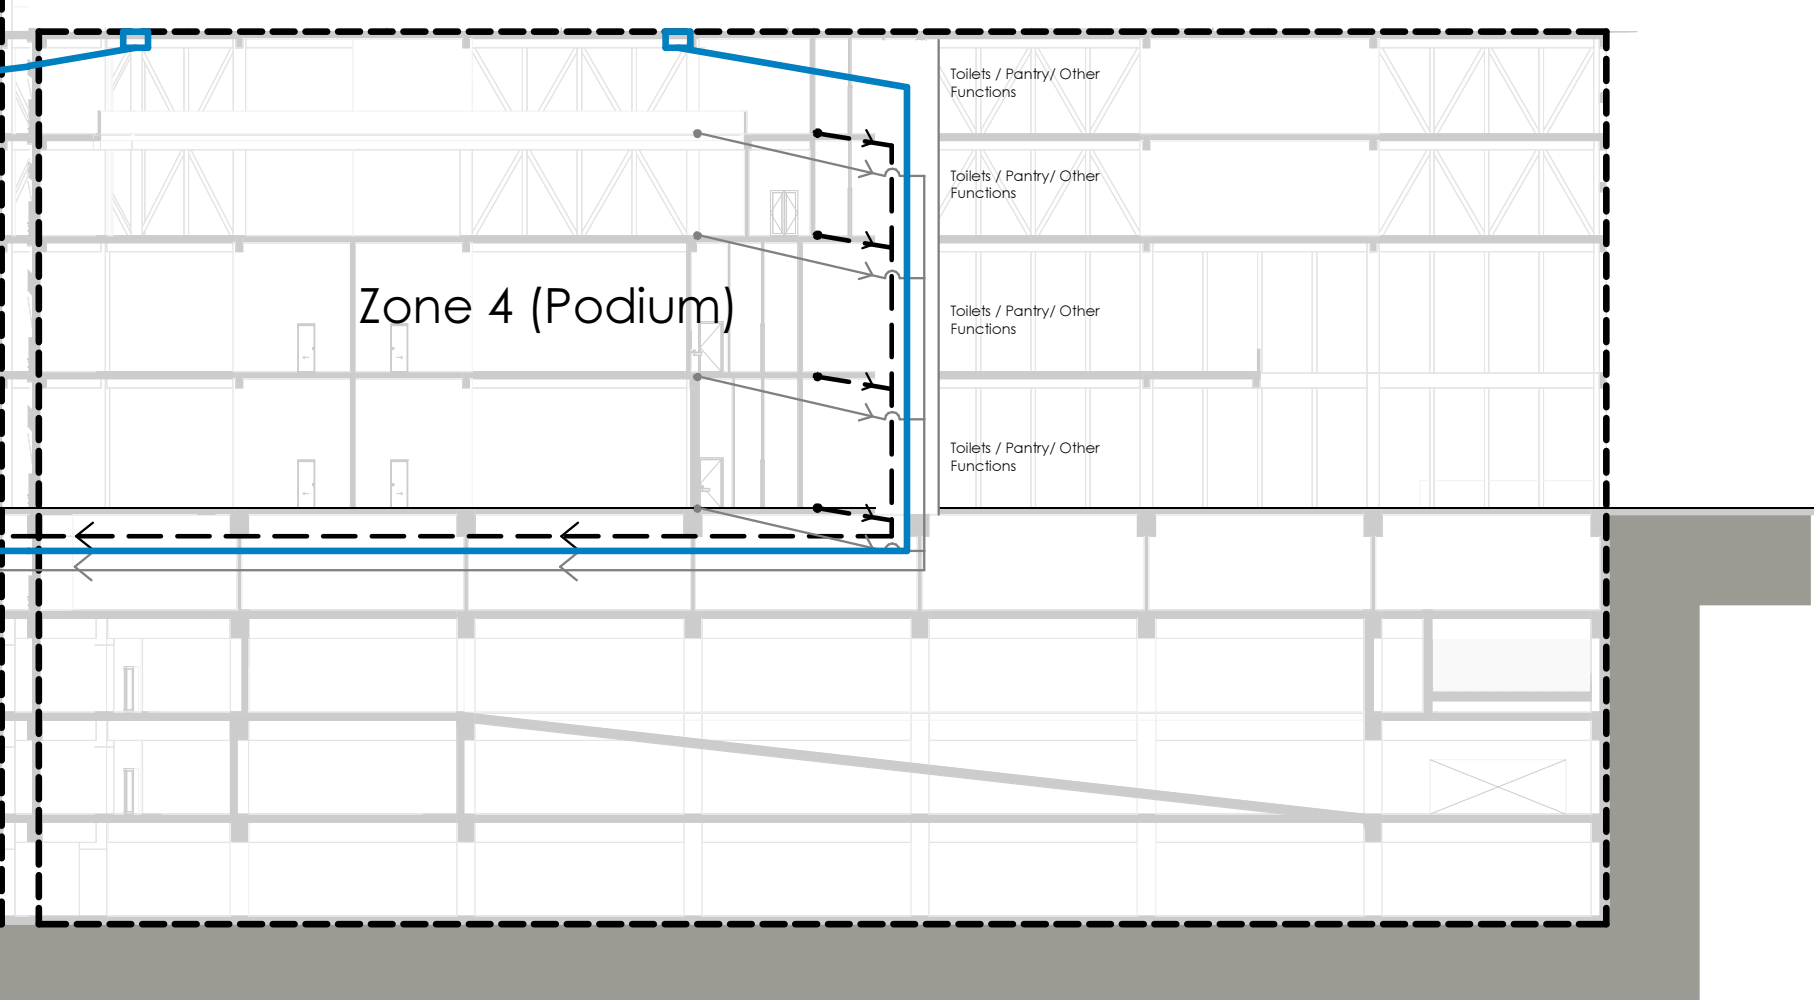 Toilets / Pantry/ Other
Functions
Toilets / Pantry/ Other
Functions
Zone 4 (Podium)
Toilets / Pantry/ Other
Functions
Toilets / Pantry/ Other
Functions